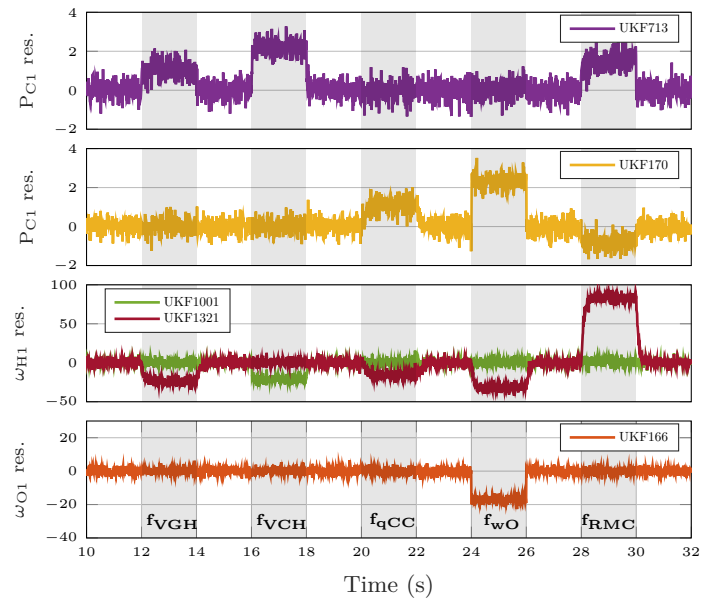 4
2
0
−2
P_C1 res.
UKF713
4
2
0
−2
P_C1 res.
UKF170
100
50
0
−50
ω_H1 res.
UKF1001
UKF1321
20
0
−20
−40
ω_O1 res.
UKF166
f_VGH f_VCH f_qCC f_wO f_RMC
10 12 14 16 18 20 22 24 26 28 30 32
Time (s)